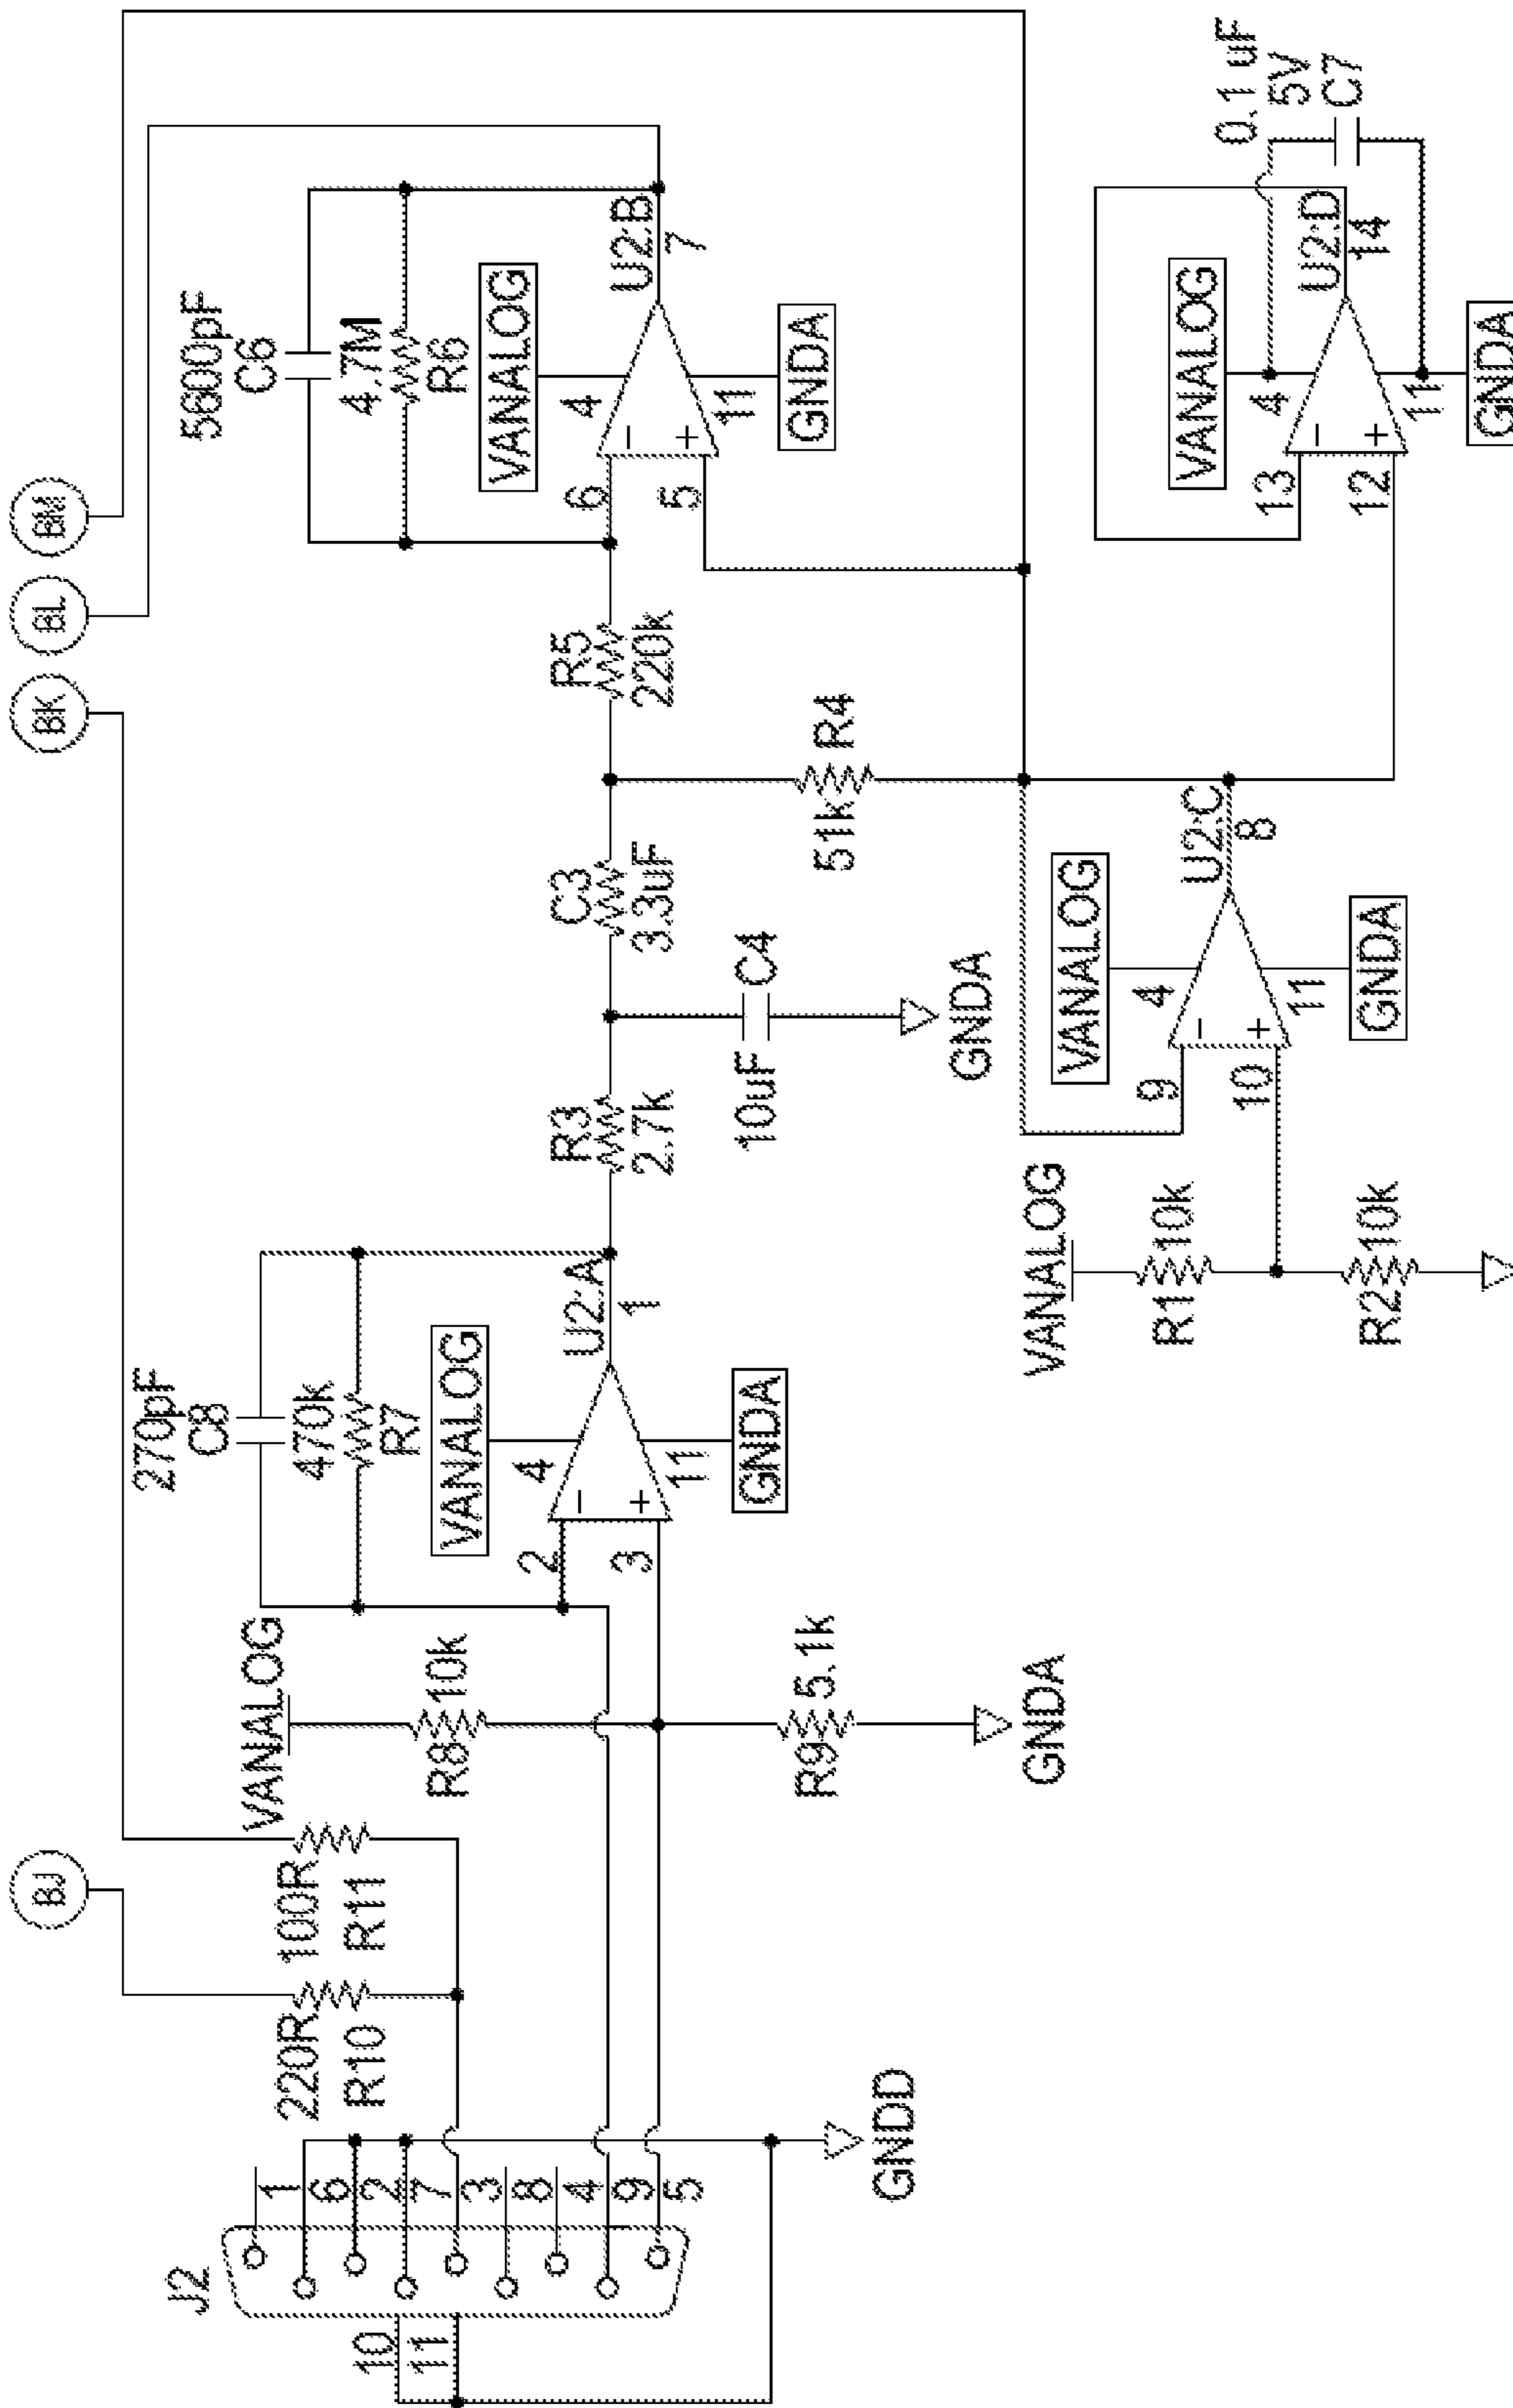 BJ
BK
BL
BM
J2
1
6
2
7
3
8
4
9
5
10
11
GNDD
220R
R10
100R
R11
VANALOG
R8
10k
R9
5.1k
GNDA
270pF
C8
470k
R7
VANALOG
4
2
3
11
U2:A
1
GNDA
R3
2.7k
10uF
C4
GNDA
C3
3.3uF
R5
220k
51k
R4
5600pF
C6
4.7M
R6
VANALOG
4
6
5
11
U2:B
7
GNDA
VANALOG
R1
10k
R2
10k
VANALOG
4
9
10
11
U2:C
8
GNDA
VANALOG
4
13
12
11
U2:D
14
GNDA
0.1 uF
5V
C7